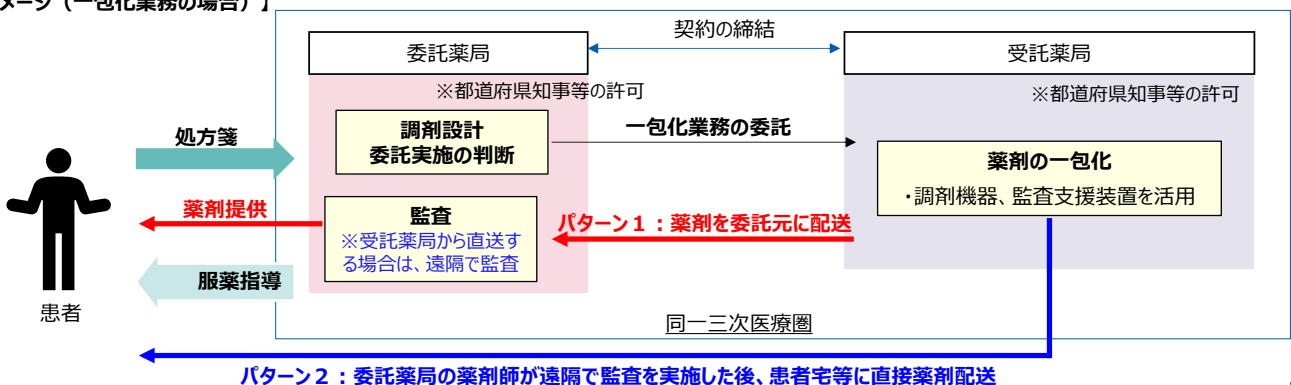 メージ（一包化業務の場合）】
契約の締結
委託薬局
受託薬局
※都道府県知事等の許可
※都道府県知事等の許可
処方箋
調剤設計
委託実施の判断
一包化業務の委託
薬剤の一包化
・調剤機器、監査支援装置を活用
薬剤提供
監査
※受託薬局から直送す
る場合は、遠隔で監査
パターン１：薬剤を委託元に配送
服薬指導
患者
同一三次医療圏
パターン２：委託薬局の薬剤師が遠隔で監査を実施した後、患者宅等に直接薬剤配送